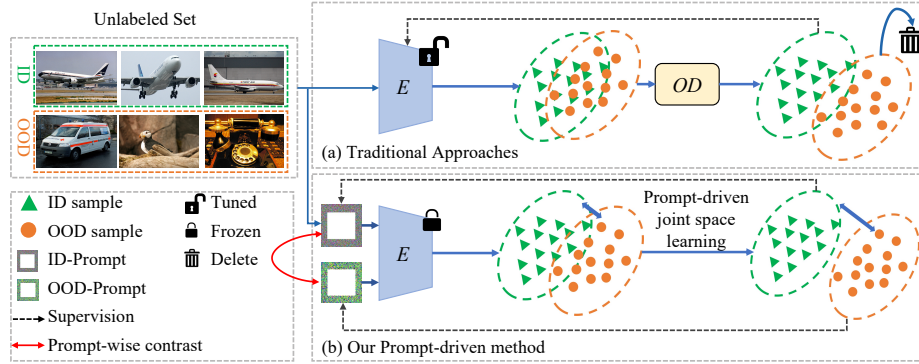 Unlabeled Set
ID
OOD
ID sample
OOD sample
ID-Prompt
OOD-Prompt
Supervision
Prompt-wise contrast
Tuned
Frozen
Delete
E
OD
(a) Traditional Approaches
E
Prompt-driven
joint space
learning
(b) Our Prompt-driven method